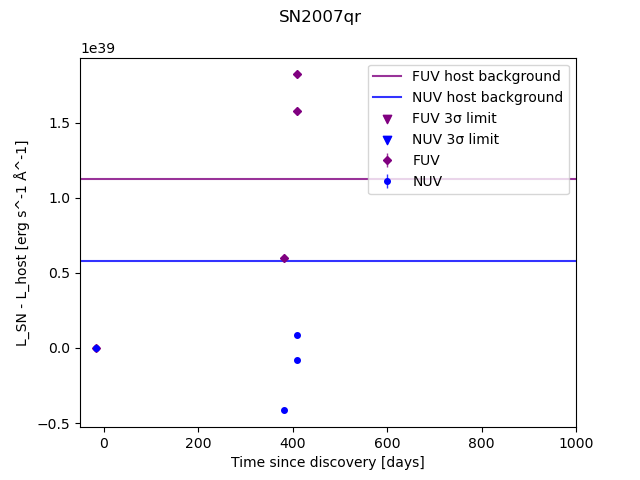 SN2007qr
1e39
FUV host background
NUV host background
FUV 3σ limit
NUV 3σ limit
FUV
NUV
L_SN - L_host [erg s^-1 Å^-1]
1.5
1.0
0.5
0.0
−0.5
0 200 400 600 800 1000
Time since discovery [days]